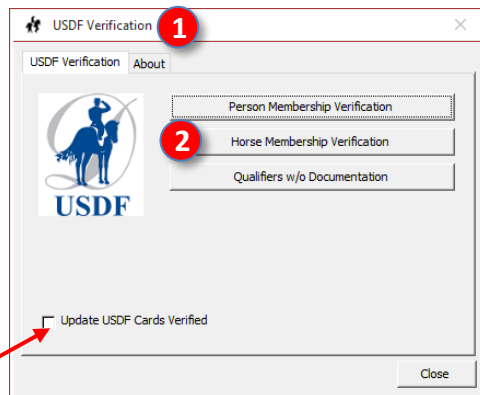 USDF Verification
1
USDF Verification
About
Person Membership Verification
2
Horse Membership Verification
Qualifiers w/o Documentation
USDF
Update USDF Cards Verified
Close